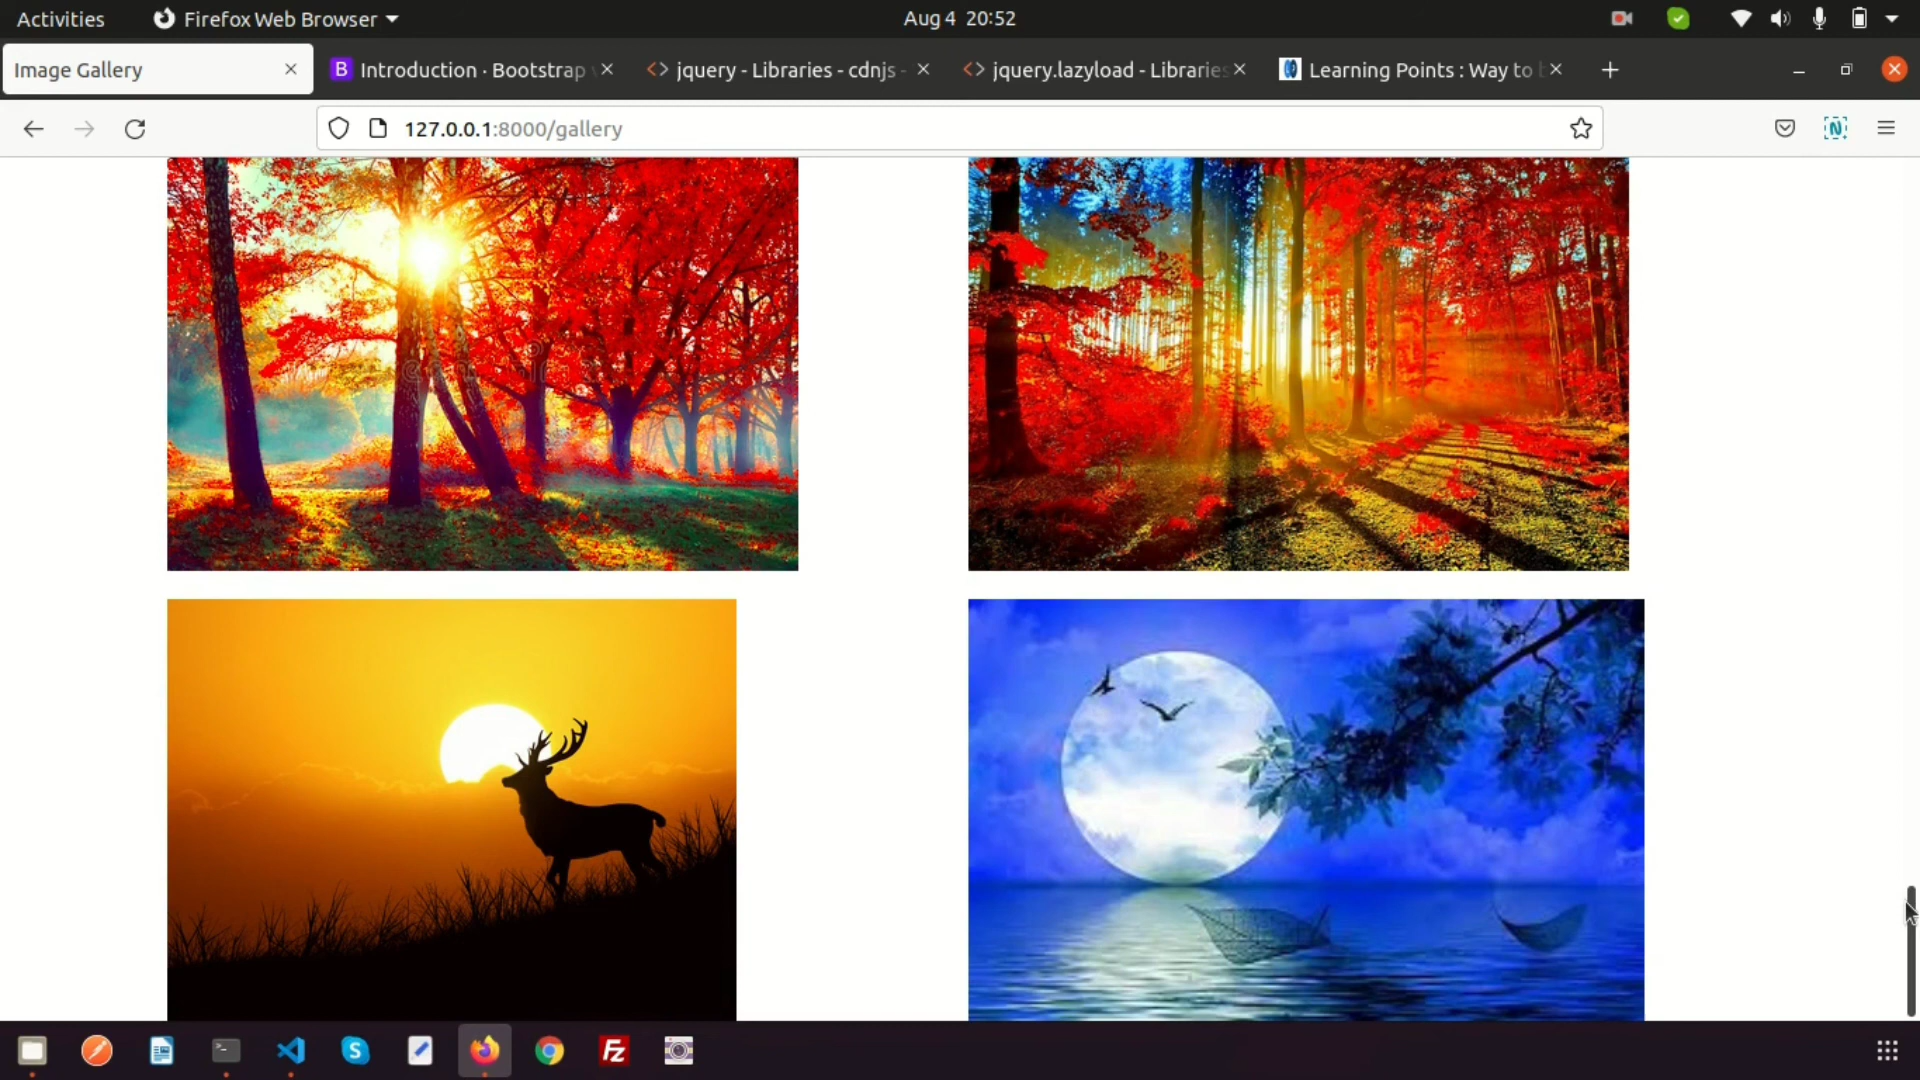 Activities
Firefox Web Browser
Aug 4 20:52
Image Gallery
Introduction · Bootstrap
jquery - Libraries - cdnjs -
jquery.lazyload - Libraries
Learning Points : Way to
127.0.0.1:8000/gallery